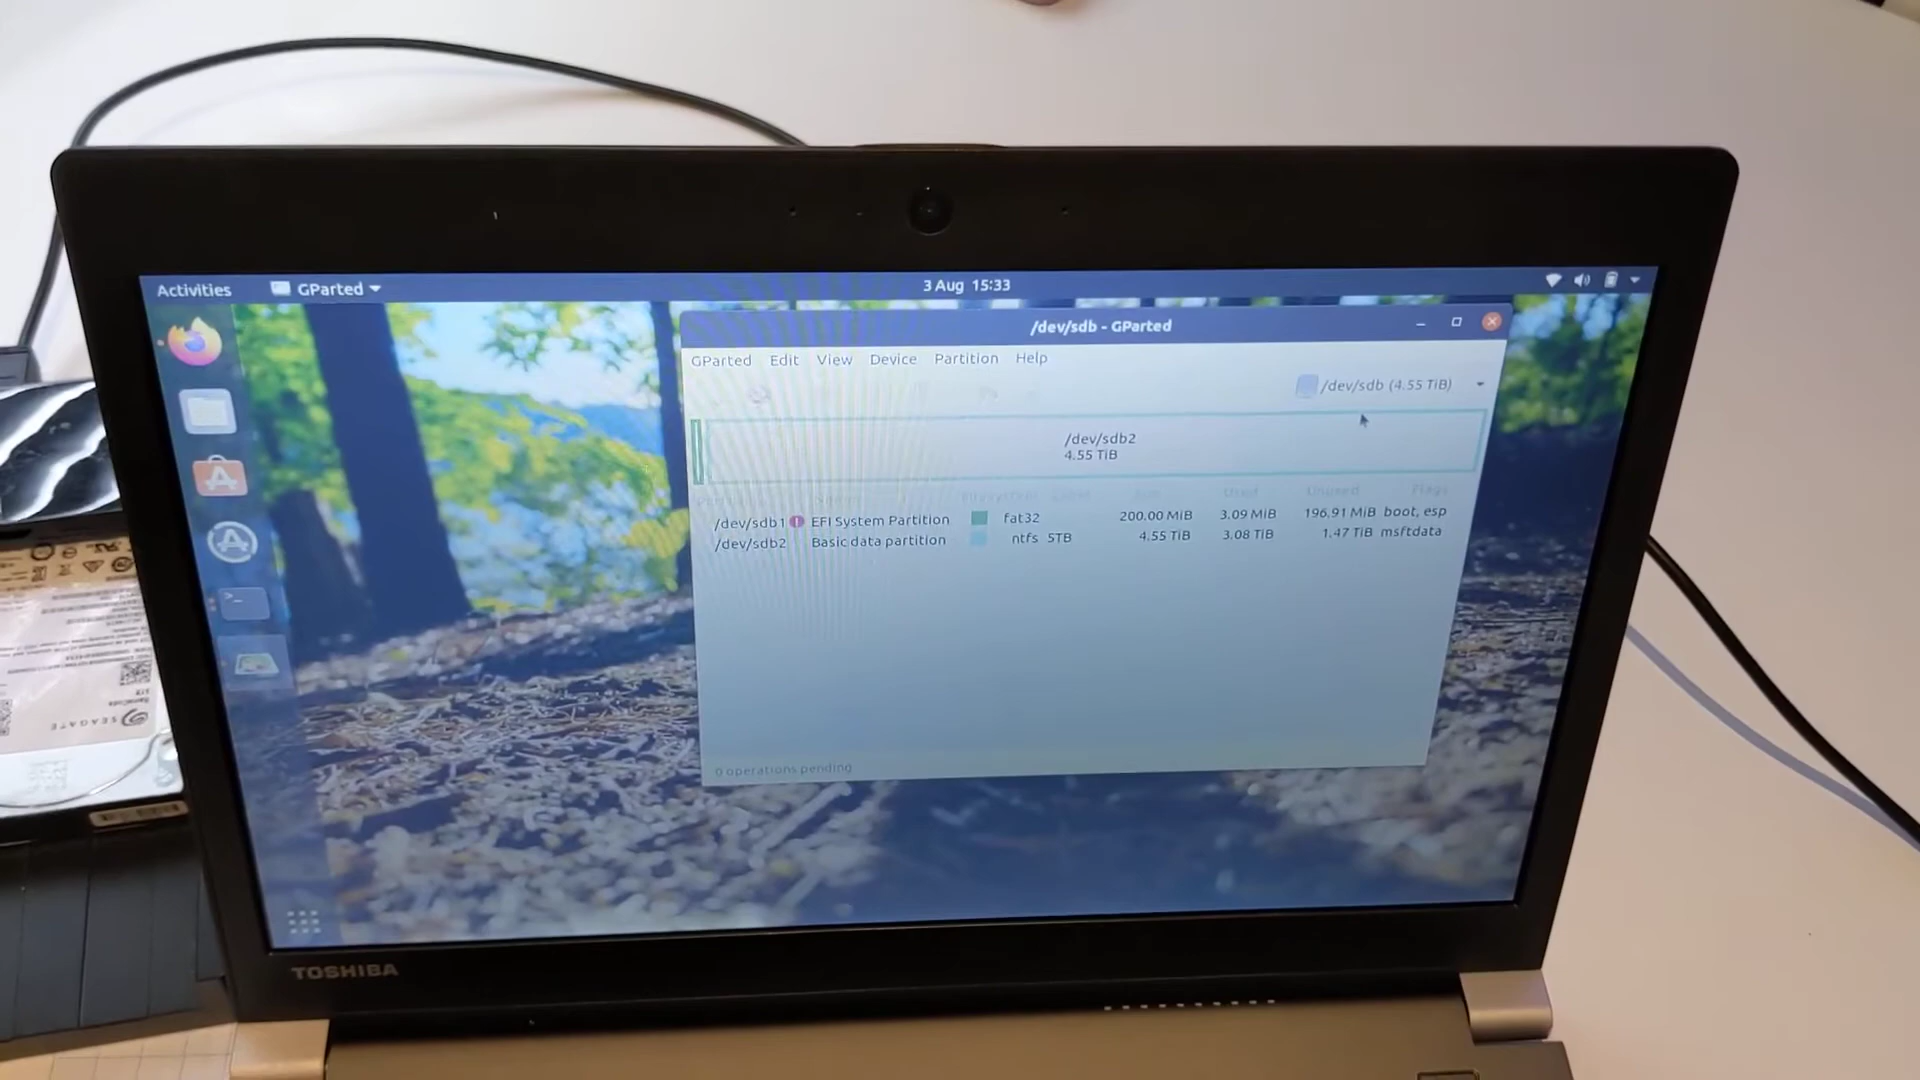 Activities GParted 3 Aug 15:33
/dev/sdb - GParted
GParted Edit View Device Partition Help
/dev/sdb (4.55 TiB)
/dev/sdb2
4.55 TiB
Size Used Unused Flags
/dev/sdb1 EFI System Partition fat32 200.00 MiB 3.09 MiB 196.91 MiB boot, esp
/dev/sdb2 Basic data partition ntfs 5TB 4.55 TiB 3.08 TiB 1.47 TiB msftdata
0 operations pending
SEAGATE
TOSHIBA